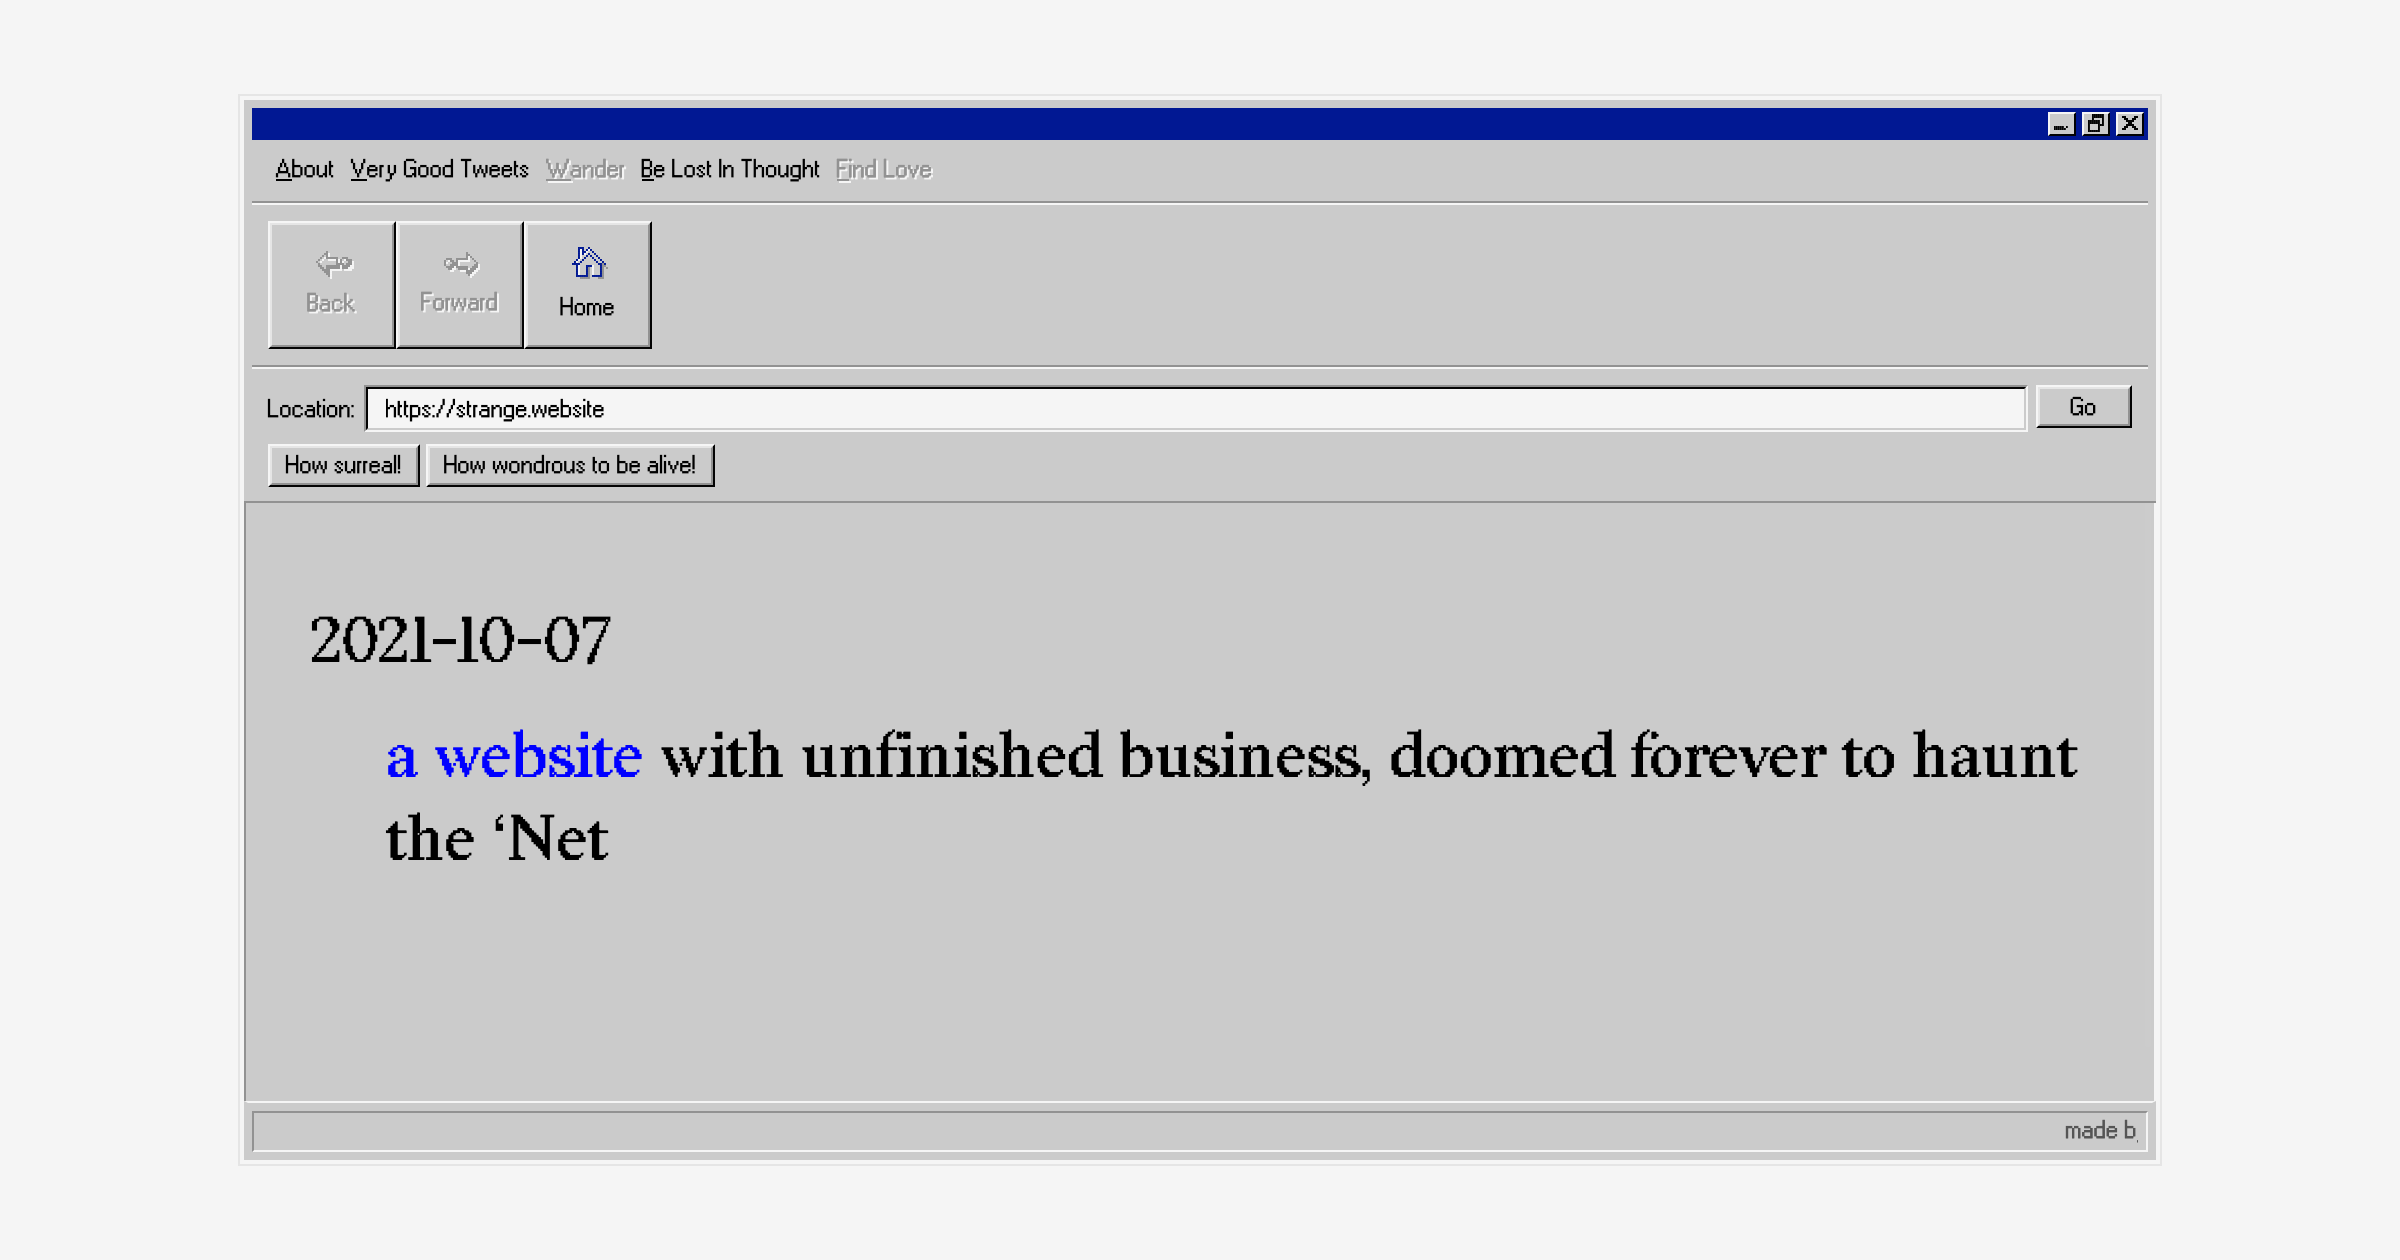 About Very Good Tweets Wander Be Lost In Thought Find Love
Back Forward Home
Location: https://strange.website Go
How surreal! How wondrous to be alive!
2021-10-07
a website with unfinished business, doomed forever to haunt
the ‘Net
made b